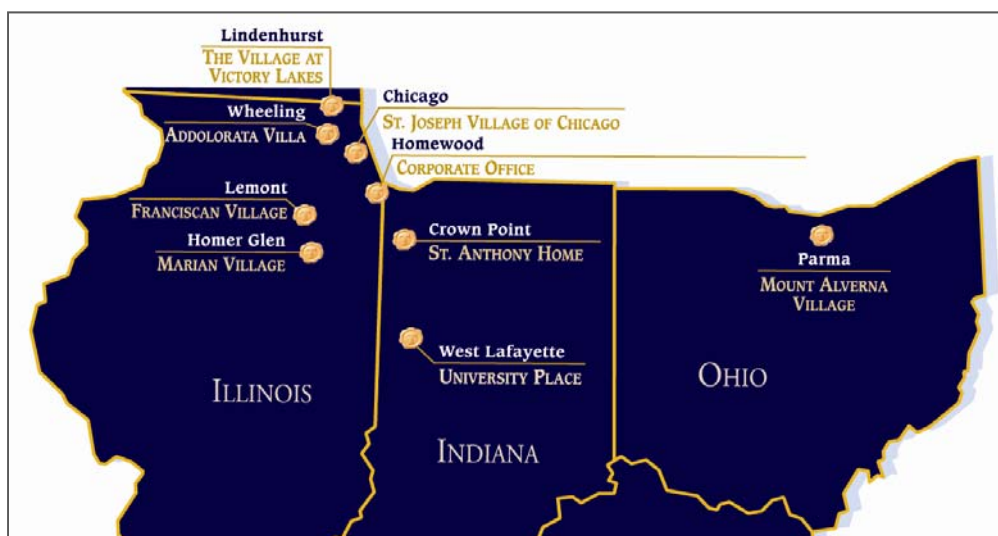 Lindenhurst
THE VILLAGE AT
VICTORY LAKES
Wheeling
ADDOLORATA VILLA
Chicago
ST. JOSEPH VILLAGE OF CHICAGO
Homewood
CORPORATE OFFICE
Lemont
FRANCISCAN VILLAGE
Homer Glen
MARIAN VILLAGE
Crown Point
ST. ANTHONY HOME
Parma
MOUNT ALVERNA
VILLAGE
West Lafayette
UNIVERSITY PLACE
ILLINOIS
INDIANA
OHIO